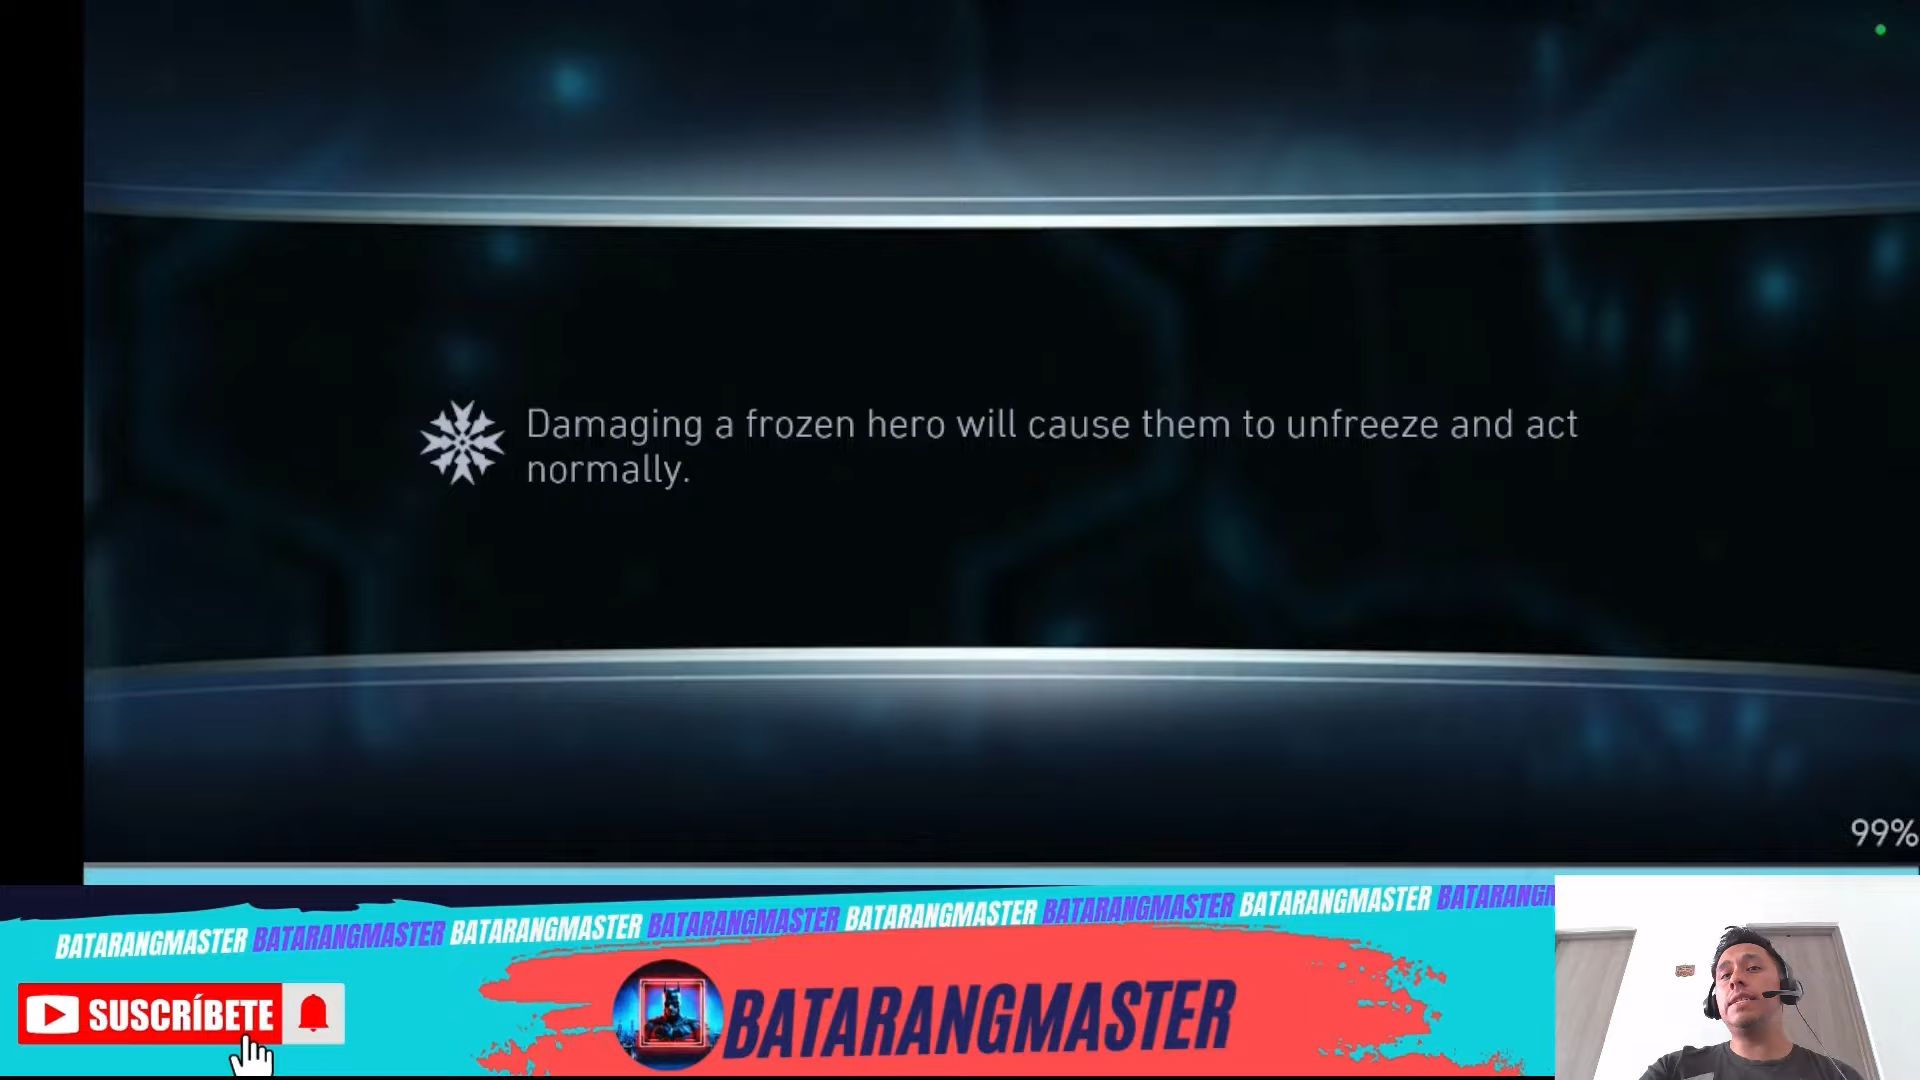 Damaging a frozen hero will cause them to unfreeze and act
normally.
99%
BATARANGMASTER BATARANGMASTER BATARANGMASTER BATARANGMASTER BATARANGMASTER BATARANGMASTER BATARANGMASTER BATARANG
SUSCRÍBETE
BATARANGMASTER